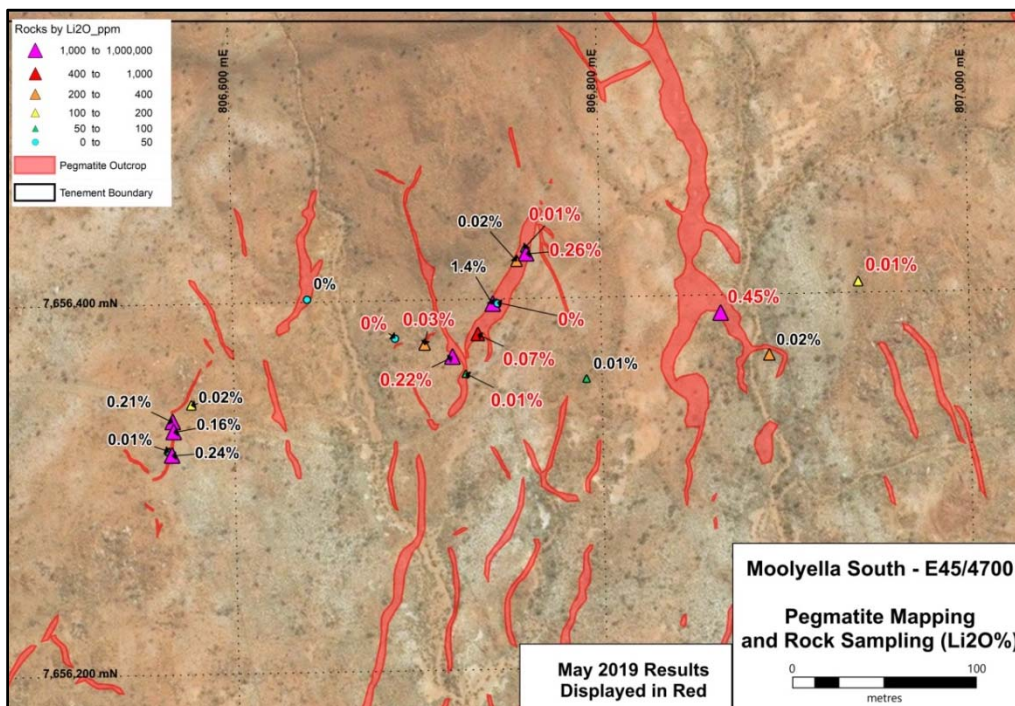 Rocks by Li2O_ppm
1,000 to 1,000,000
400 to 1,000
200 to 400
100 to 200
50 to 100
0 to 50
Pegmatite Outcrop
Tenement Boundary
806,600 mE
806,800 mE
807,000 mE
0.02%
0.01%
0.26%
0.01%
1.4%
0%
7,656,400 mN
0%
0.03%
0%
0.45%
0.07%
0.02%
0.22%
0.01%
0.01%
0.02%
0.21%
0.16%
0.01%
0.24%
7,656,200 mN
May 2019 Results
Displayed in Red
Moolyella South - E45/4700
Pegmatite Mapping
and Rock Sampling (Li2O%)
0 100
metres